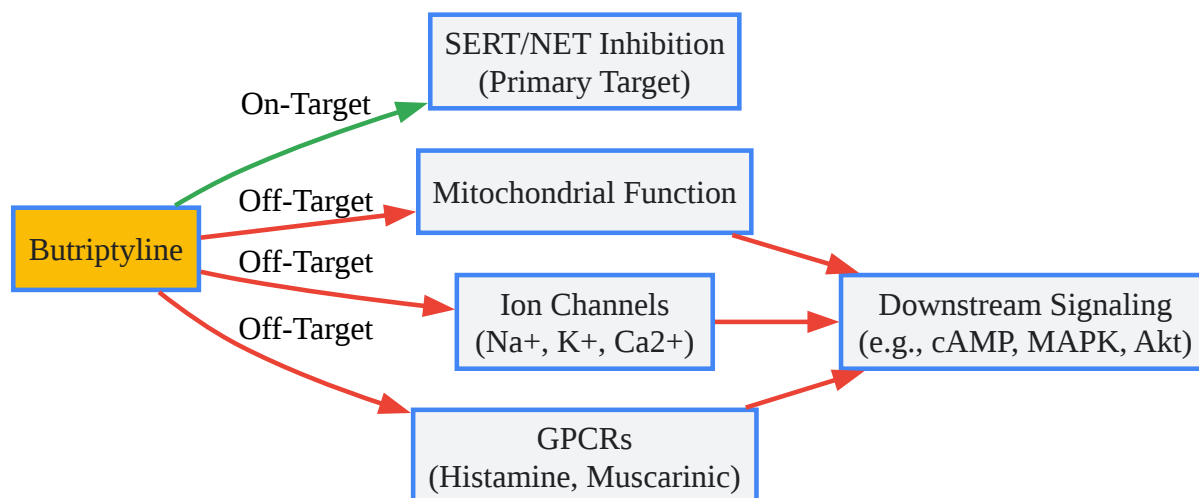 SERT/NET Inhibition
(Primary Target)
On-Target
Mitochondrial Function
Off-Target
Butriptyline
Off-Target
Ion Channels
(Na+, K+, Ca2+)
Downstream Signaling
(e.g., cAMP, MAPK, Akt)
Off-Target
GPCRs
(Histamine, Muscarinic)